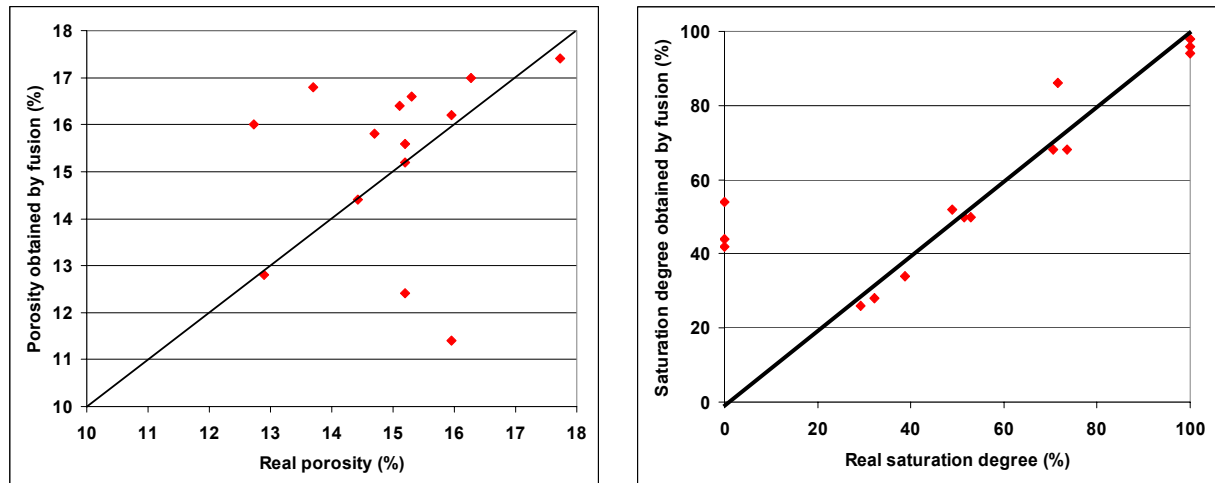 18
17
16
15
14
13
12
11
10
10 11 12 13 14 15 16 17 18
Porosity obtained by fusion (%)
Real porosity (%)
100
80
60
40
20
0
0 20 40 60 80 100
Saturation degree obtained by fusion (%)
Real saturation degree (%)